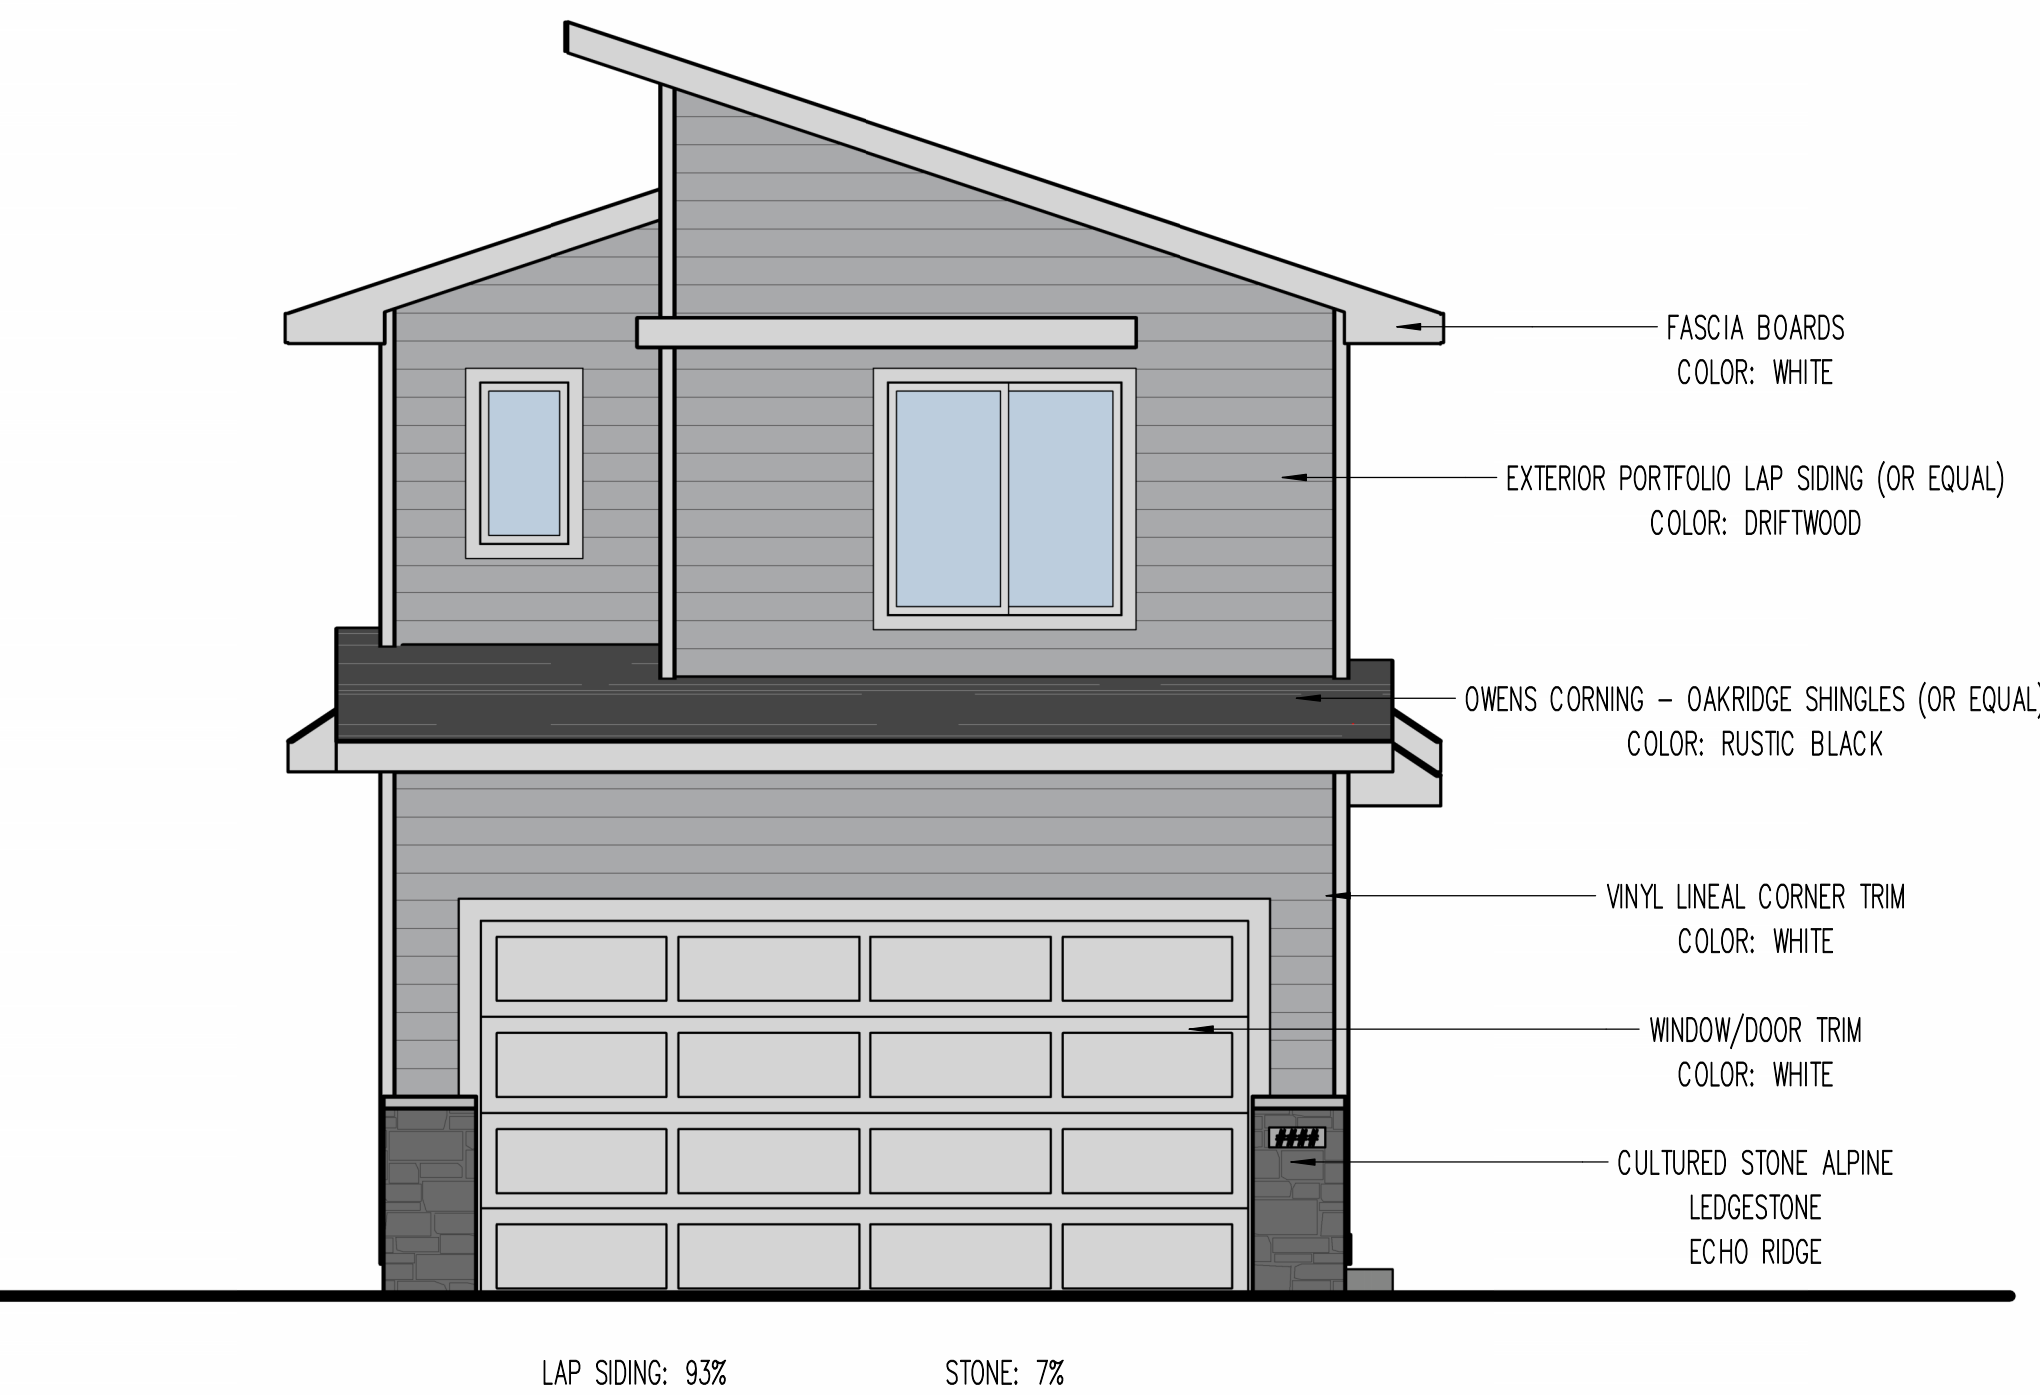 FASCIA BOARDS
COLOR: WHITE
EXTERIOR PORTFOLIO LAP SIDING (OR EQUAL)
COLOR: DRIFTWOOD
OWENS CORNING – OAKRIDGE SHINGLES (OR EQUAL)
COLOR: RUSTIC BLACK
VINYL LINEAL CORNER TRIM
COLOR: WHITE
WINDOW/DOOR TRIM
COLOR: WHITE
CULTURED STONE ALPINE
LEDGESTONE
ECHO RIDGE
LAP SIDING: 93% STONE: 7%